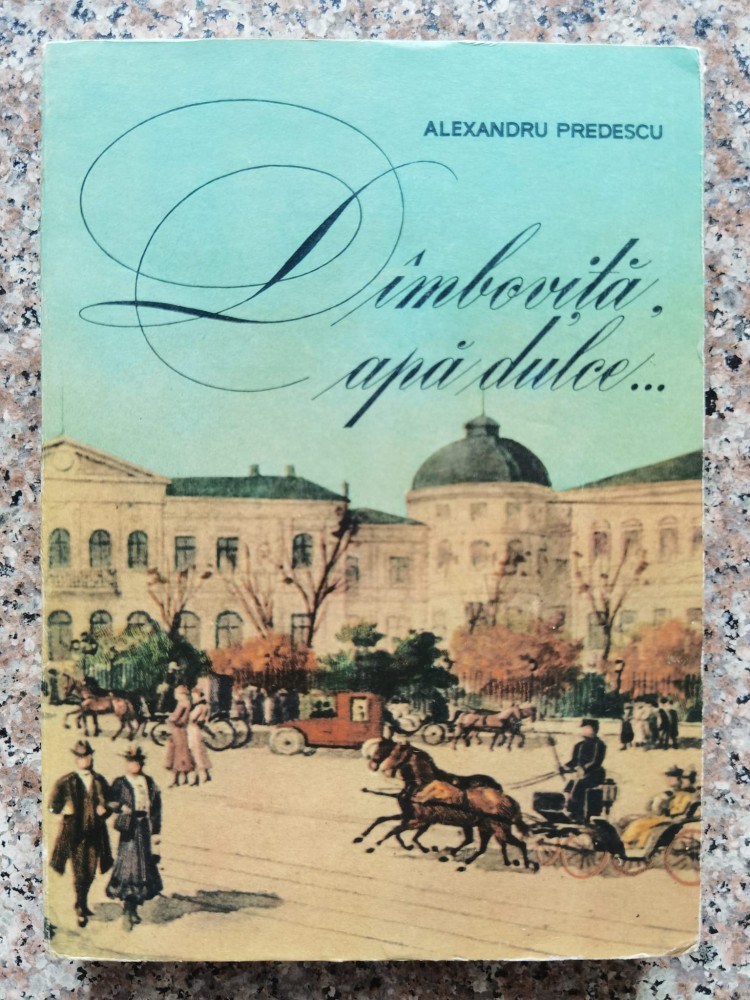 ALEXANDRU PREDESCU
Dîmboviță,
apă dulce...